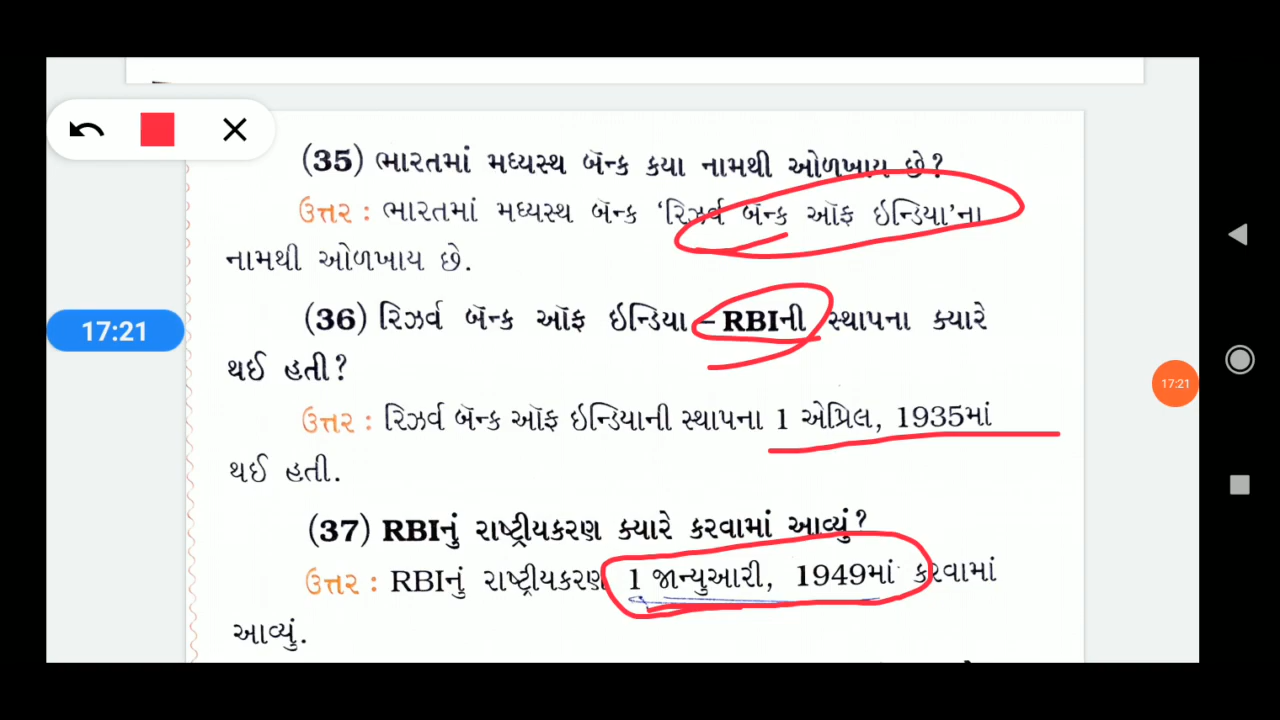 (35) ભારતમાં મધ્યસ્થ બૅન્ક કયા નામથી ઓળખાય છે?
ઉત્તર : ભારતમાં મધ્યસ્થ બૅન્ક ‘રિઝર્વ બૅન્ક ઑફ ઇન્ડિયા’ના
નામથી ઓળખાય છે.
(36) રિઝર્વ બૅન્ક ઑફ ઇન્ડિયા – RBIની સ્થાપના ક્યારે
17:21
થઈ હતી?
17:21
ઉત્તર : રિઝર્વ બૅન્ક ઑફ ઇન્ડિયાની સ્થાપના 1 એપ્રિલ, 1935માં
થઈ હતી.
(37) RBIનું રાષ્ટ્રીયકરણ ક્યારે કરવામાં આવ્યું?
ઉત્તર : RBIનું રાષ્ટ્રીયકરણ 1 જાન્યુઆરી, 1949માં કરવામાં
આવ્યું.